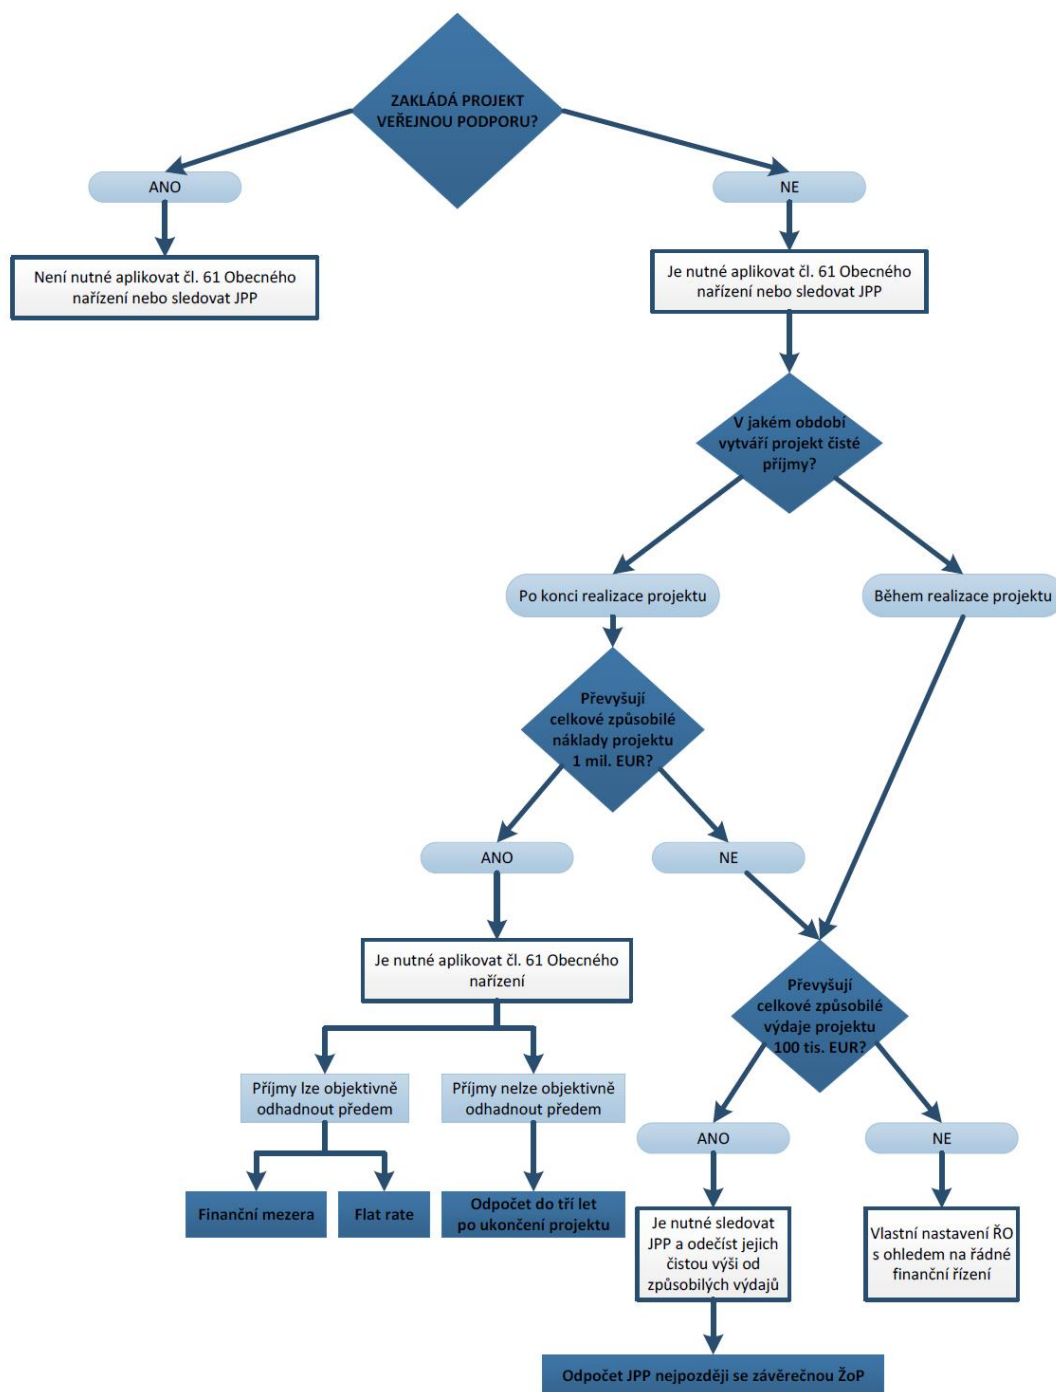 ZAKLÁDÁ PROJEKT
VEŘEJNOU PODPORU?
ANO
NE
Není nutné aplikovat čl. 61 Obecného
nařízení nebo sledovat JPP
Je nutné aplikovat čl. 61 Obecného
nařízení nebo sledovat JPP
V jakém období
vytváří projekt čisté
příjmy?
Po konci realizace projektu
Během realizace projektu
Převyšují
celkové způsobilé
náklady projektu
1 mil. EUR?
ANO
NE
Je nutné aplikovat čl. 61 Obecného
nařízení
Převyšují
celkové způsobilé
výdaje projektu
100 tis. EUR?
Příjmy lze objektivně
odhadnout předem
Příjmy nelze objektivně
odhadnout předem
ANO
NE
Finanční mezera
Flat rate
Odpočet do tří let
po ukončení projektu
Je nutné sledovat
JPP a odečíst jejich
čistou výši od
způsobilých výdajů
Vlastní nastavení ŘO
s ohledem na řádné
finanční řízení
Odpočet JPP nejpozději se závěrečnou ŽoP